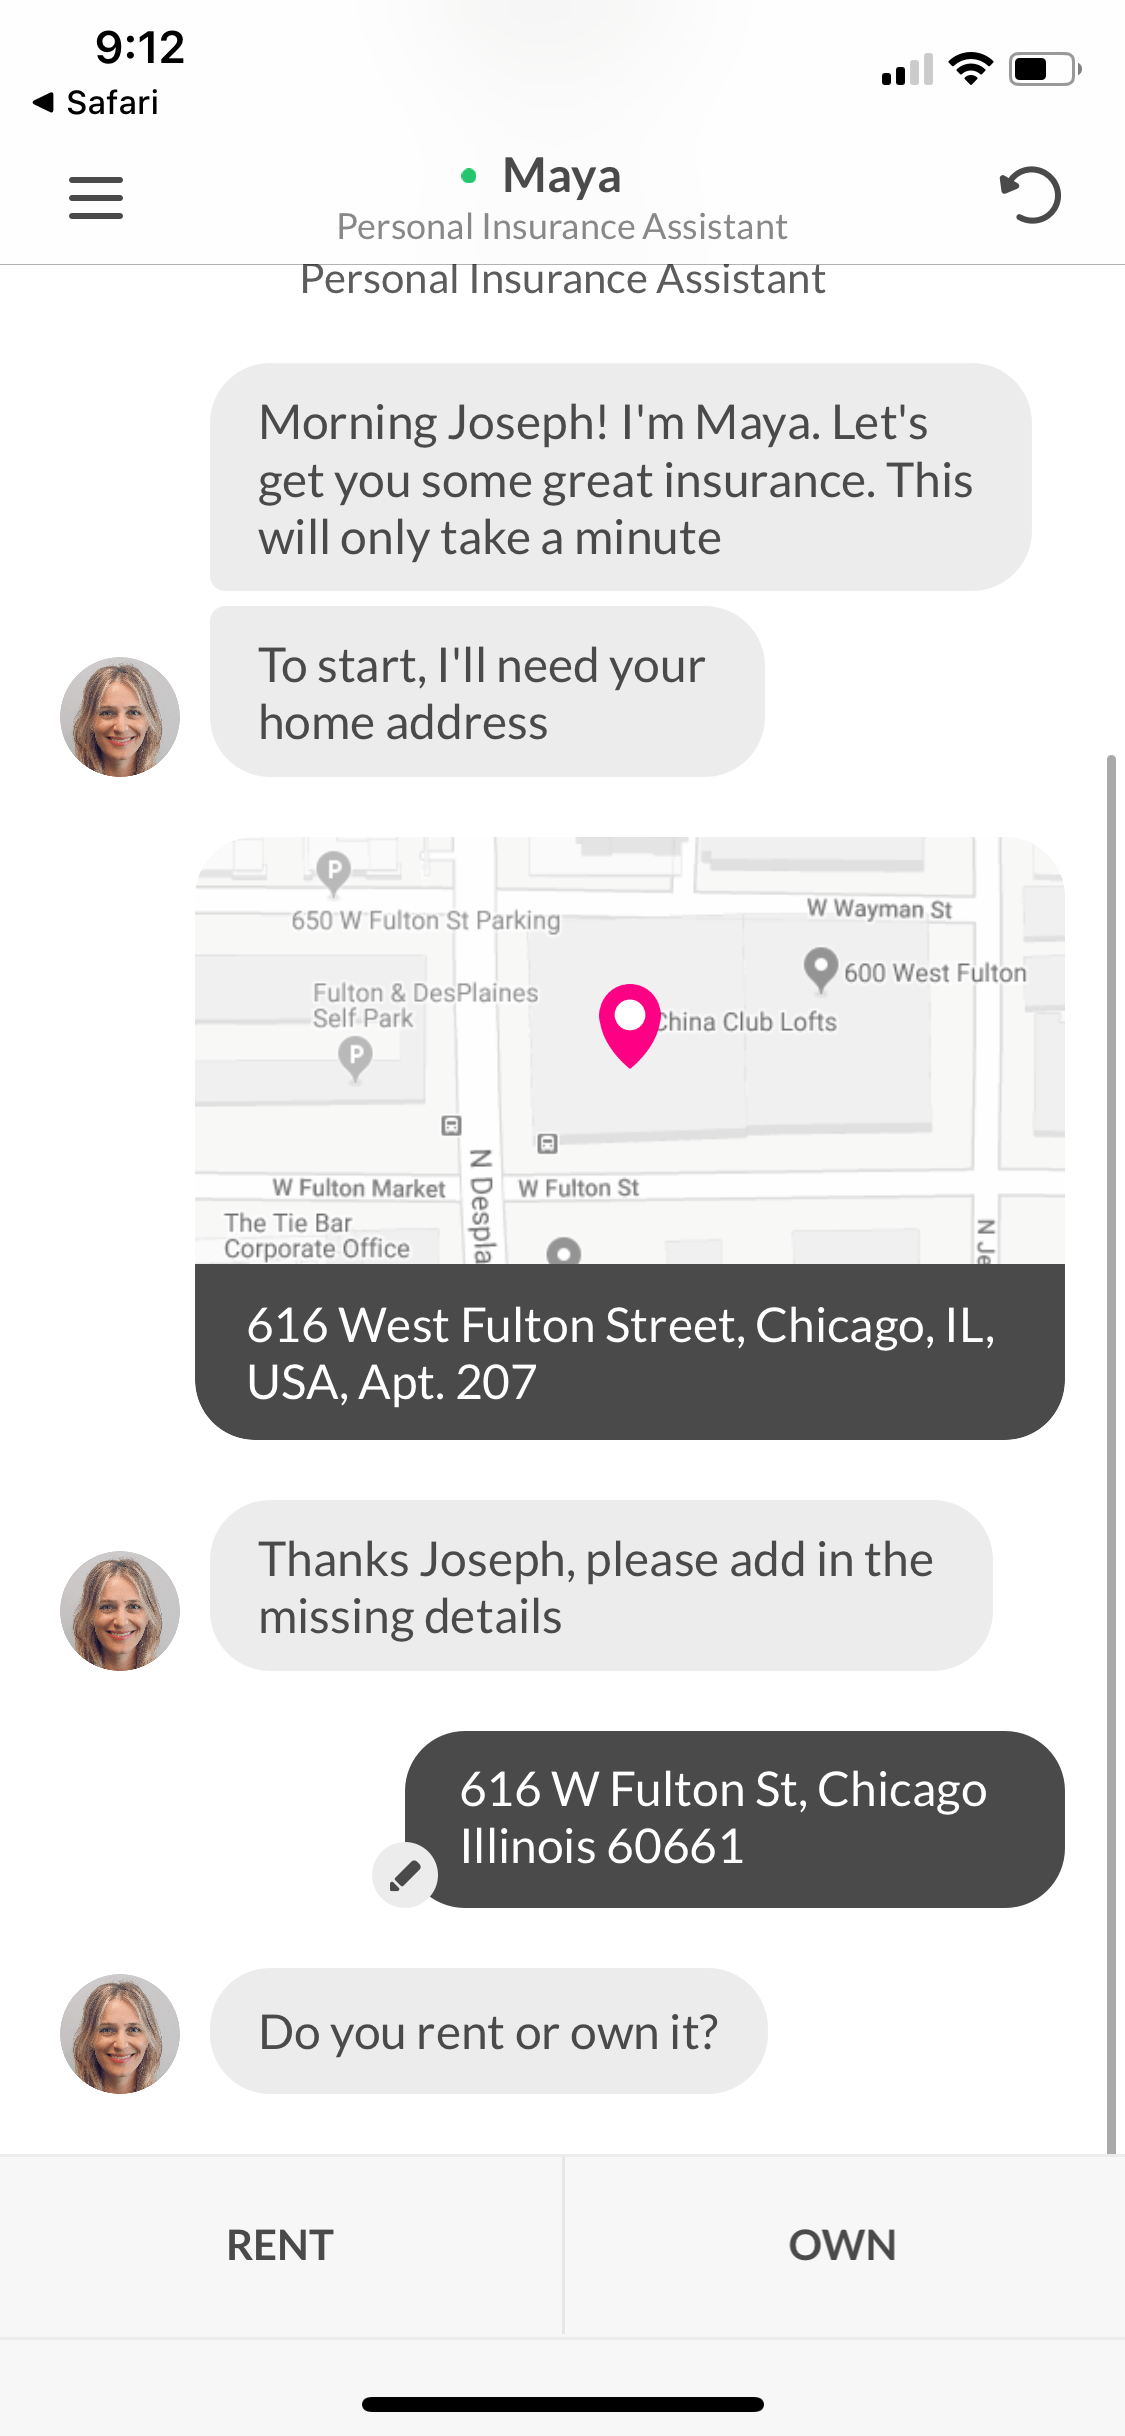 9:12
Safari
Maya
Personal Insurance Assistant
Personal Insurance Assistant
Morning Joseph! I'm Maya. Let's
get you some great insurance. This
will only take a minute
To start, I'll need your
home address
P
650 W Fulton St Parking
W Wayman St
600 West Fulton
Fulton & DesPlaines
Self Park
China Club Lofts
P
W Fulton Market
N Despla
W Fulton St
The Tie Bar
Corporate Office
N Je
616 West Fulton Street, Chicago, IL,
USA, Apt. 207
Thanks Joseph, please add in the
missing details
616 W Fulton St, Chicago
Illinois 60661
Do you rent or own it?
RENT
OWN